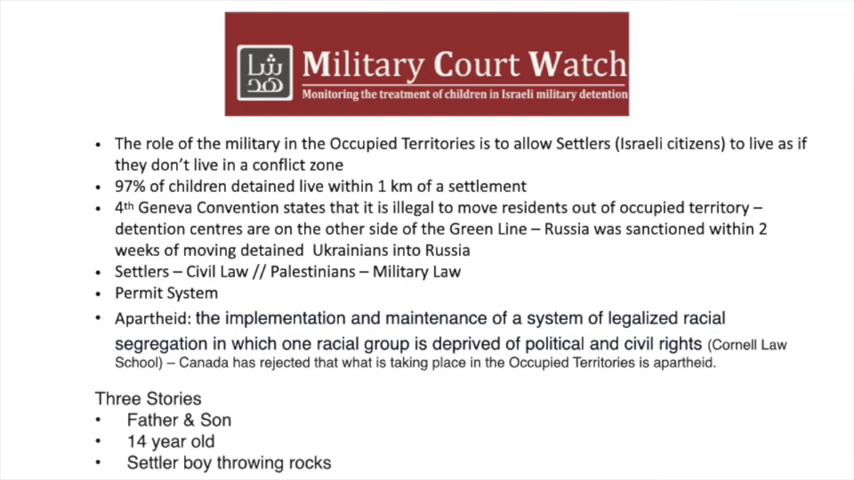 شا
هد
Military Court Watch
Monitoring the treatment of children in Israeli military detention
• The role of the military in the Occupied Territories is to allow Settlers (Israeli citizens) to live as if
they don't live in a conflict zone
• 97% of children detained live within 1 km of a settlement
• 4th Geneva Convention states that it is illegal to move residents out of occupied territory –
detention centres are on the other side of the Green Line – Russia was sanctioned within 2
weeks of moving detained  Ukrainians into Russia
• Settlers – Civil Law // Palestinians – Military Law
• Permit System
• Apartheid: the implementation and maintenance of a system of legalized racial
segregation in which one racial group is deprived of political and civil rights (Cornell Law
School) – Canada has rejected that what is taking place in the Occupied Territories is apartheid.
Three Stories
• Father & Son
• 14 year old
• Settler boy throwing rocks